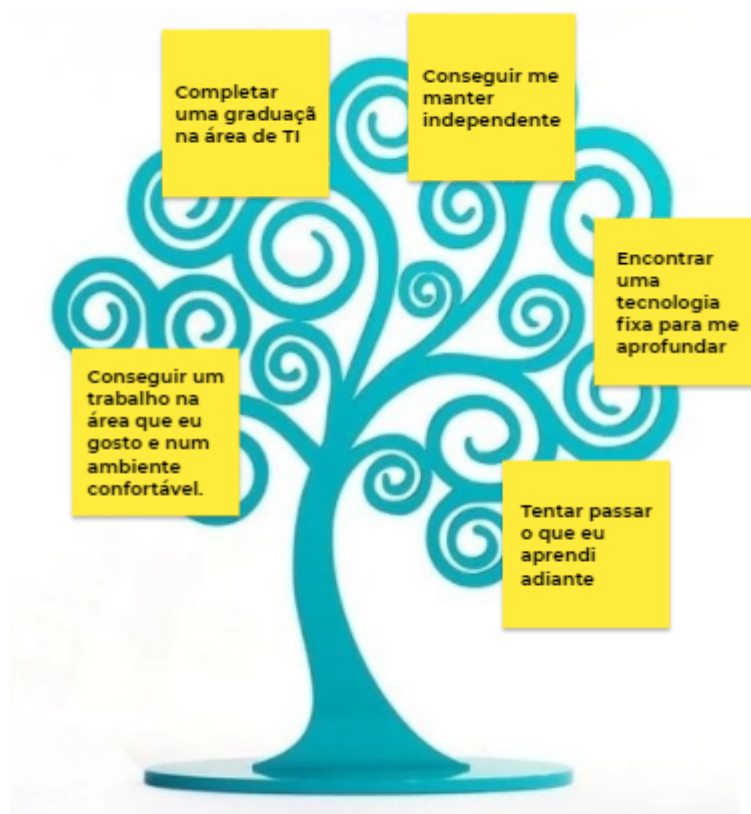 Completar
uma graduaçã
na área de TI
Conseguir me
manter
independente
Encontrar
uma
tecnologia
fixa para me
aprofundar
Conseguir um
trabalho na
área que eu
gosto e num
ambiente
confortável.
Tentar passar
o que eu
aprendi
adiante